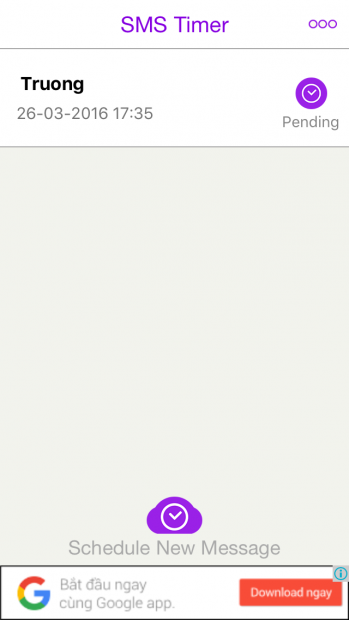 SMS Timer
Truong
26-03-2016 17:35
Pending
Schedule New Message
Bắt đầu ngay
cùng Google app.
Download ngay